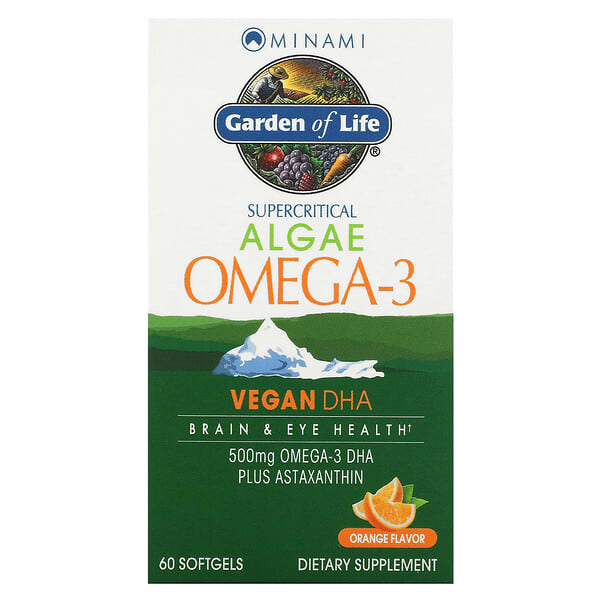 MINAMI
Garden of Life®
SUPERCRITICAL
ALGAE
OMEGA-3
VEGAN DHA
BRAIN & EYE HEALTH†
500mg OMEGA-3 DHA
PLUS ASTAXANTHIN
ORANGE FLAVOR
60 SOFTGELS DIETARY SUPPLEMENT